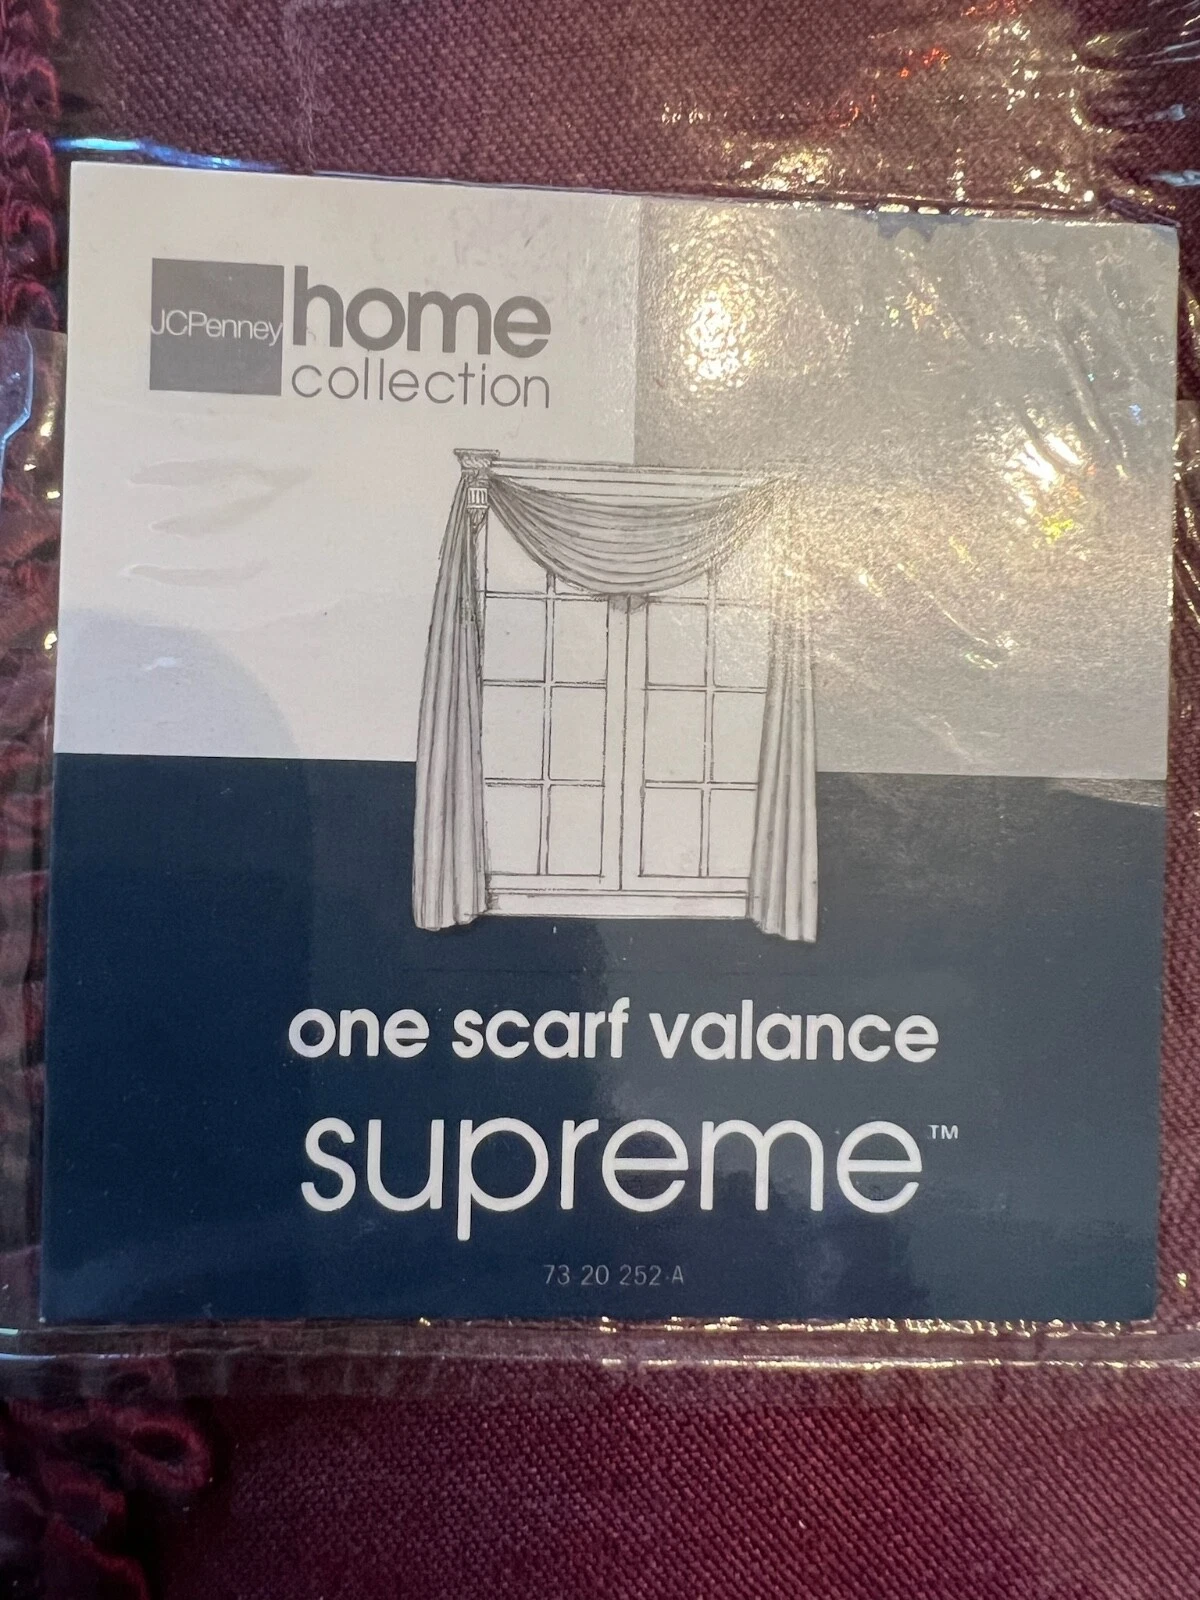 JCPenney
home
collection
one scarf valance
supreme™
73 20 252-A